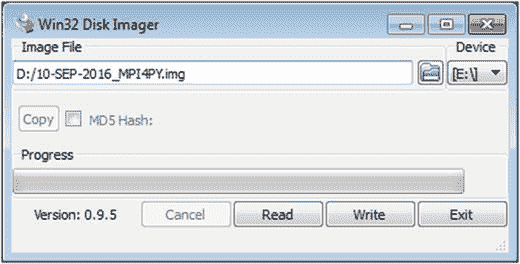 Win32 Disk Imager
Image File
Device
D:/10-SEP-2016_MPI4PY.img
[E:\]
Copy
MD5 Hash:
Progress
Version: 0.9.5
Cancel
Read
Write
Exit